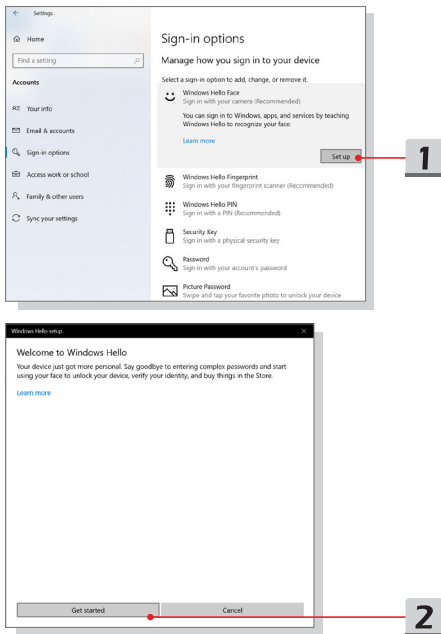 Settings
Home
Find a setting
Accounts
Your info
Email & accounts
Sign-in options
Access work or school
Family & other users
Sync your settings
Sign-in options
Manage how you sign in to your device
Select a sign-in option to add, change, or remove it.
Windows Hello Face
Sign in with your camera (Recommended)
You can sign in to Windows, apps, and services by teaching
Windows Hello to recognize your face.
Learn more
Set up
Windows Hello Fingerprint
Sign in with your fingerprint scanner (Recommended)
Windows Hello PIN
Sign in with a PIN (Recommended)
Security Key
Sign in with a physical security key
Password
Sign in with your account's password
Picture Password
Swipe and tap your favorite photo to unlock your device
1
Windows Hello setup
Welcome to Windows Hello
Your device just got more personal. Say goodbye to entering complex passwords and start
using your face to unlock your device, verify your identity, and buy things in the Store.
Learn more
Get started
Cancel
2